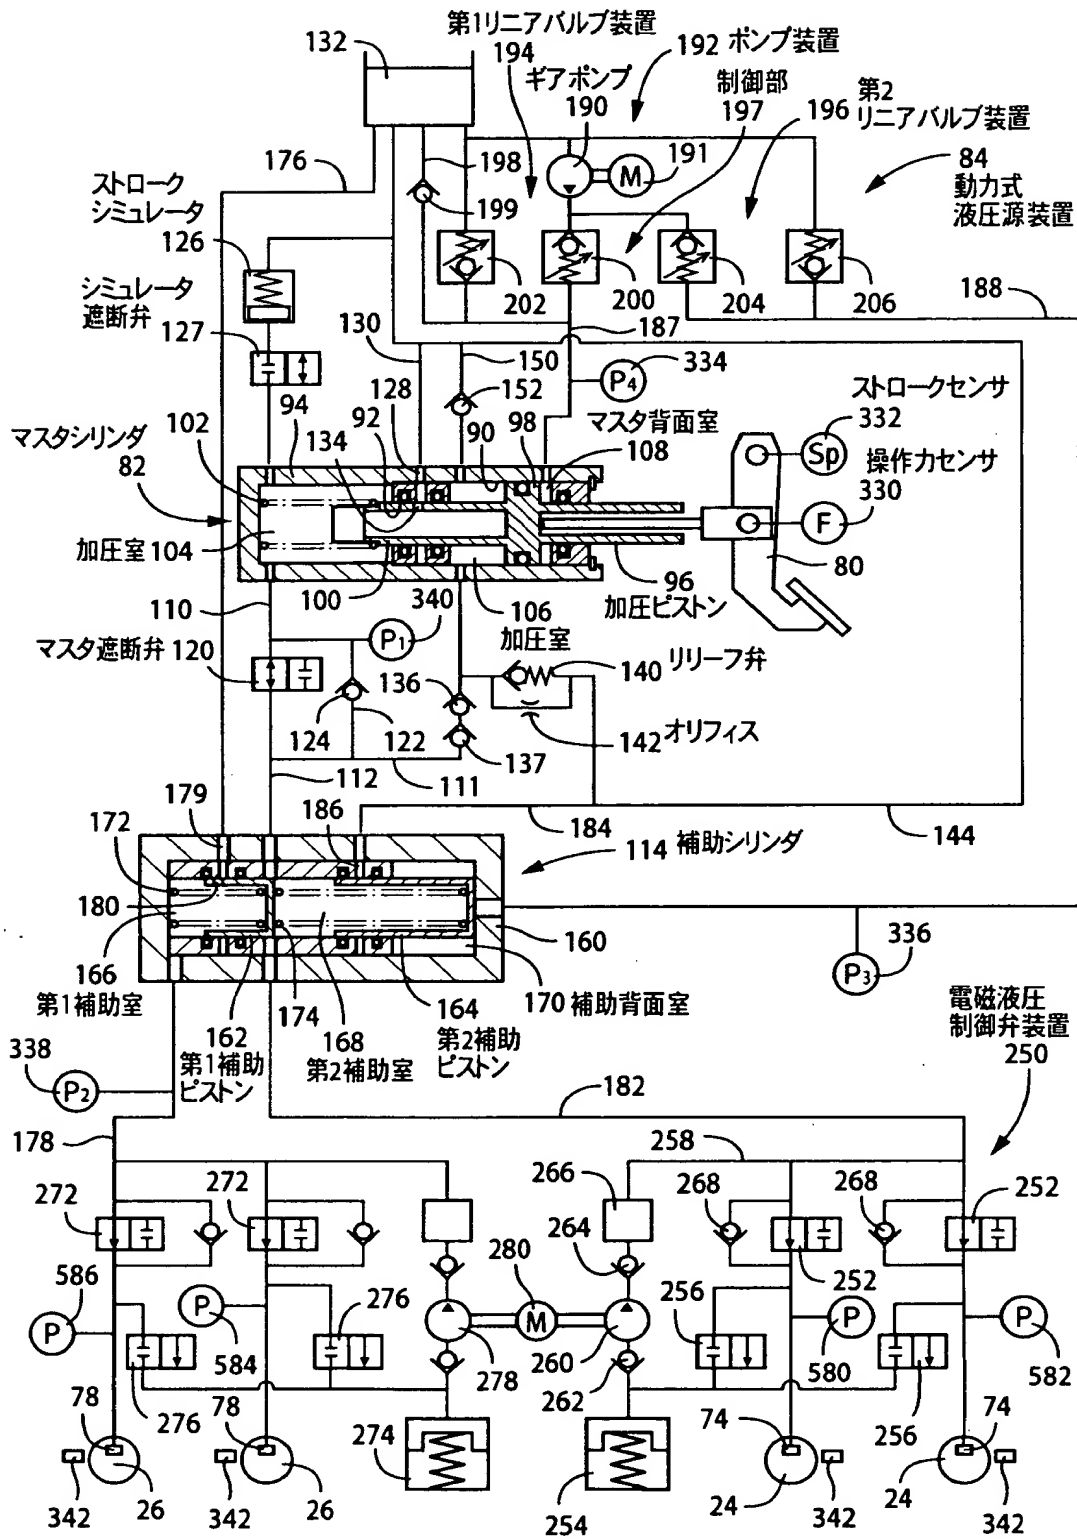 132
第1リニアバルブ装置
194
192 ポンプ装置
ギアポンプ
190
制御部
197
196 第2
リニアバルブ装置
176
198
M 191
84
動力式
液圧源装置
ストローク
シミュレータ
126
199
シミュレータ
遮断弁
127
202
200
204
206
188
187
130
150
P4 334
128
152
94
92
134
90
98
マスタ背面室
108
ストロークセンサ
332
Sp
操作力センサ
330
F
マスタシリンダ
82
102
加圧室 104
100
340
106
加圧室
96
加圧ピストン
80
110
P1
マスタ遮断弁 120
136
140 リリーフ弁
124
122
137
142 オリフィス
112
111
179
186
184
144
172
114 補助シリンダ
180
160
336
P3
166
第1補助室
162
第1補助
ピストン
174
168
第2補助室
164
第2補助
ピストン
170 補助背面室
電磁液圧
制御弁装置
250
338
P2
182
178
258
272
272
266
268
268
252
264
280
252
586
P
P
584
276
M
256
P
580
P
582
276
278
260
262
256
78
78
274
74
74
342
26
342
26
254
24
342
24
342